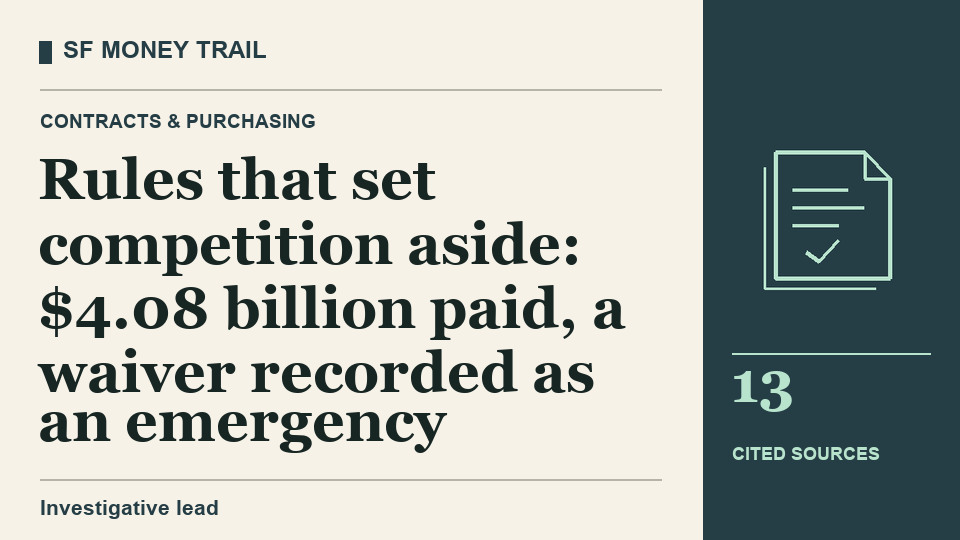 SF MONEY TRAIL
CONTRACTS & PURCHASING
Rules that set
competition aside:
$4.08 billion paid, a
waiver recorded as
an emergency
Investigative lead
13
CITED SOURCES